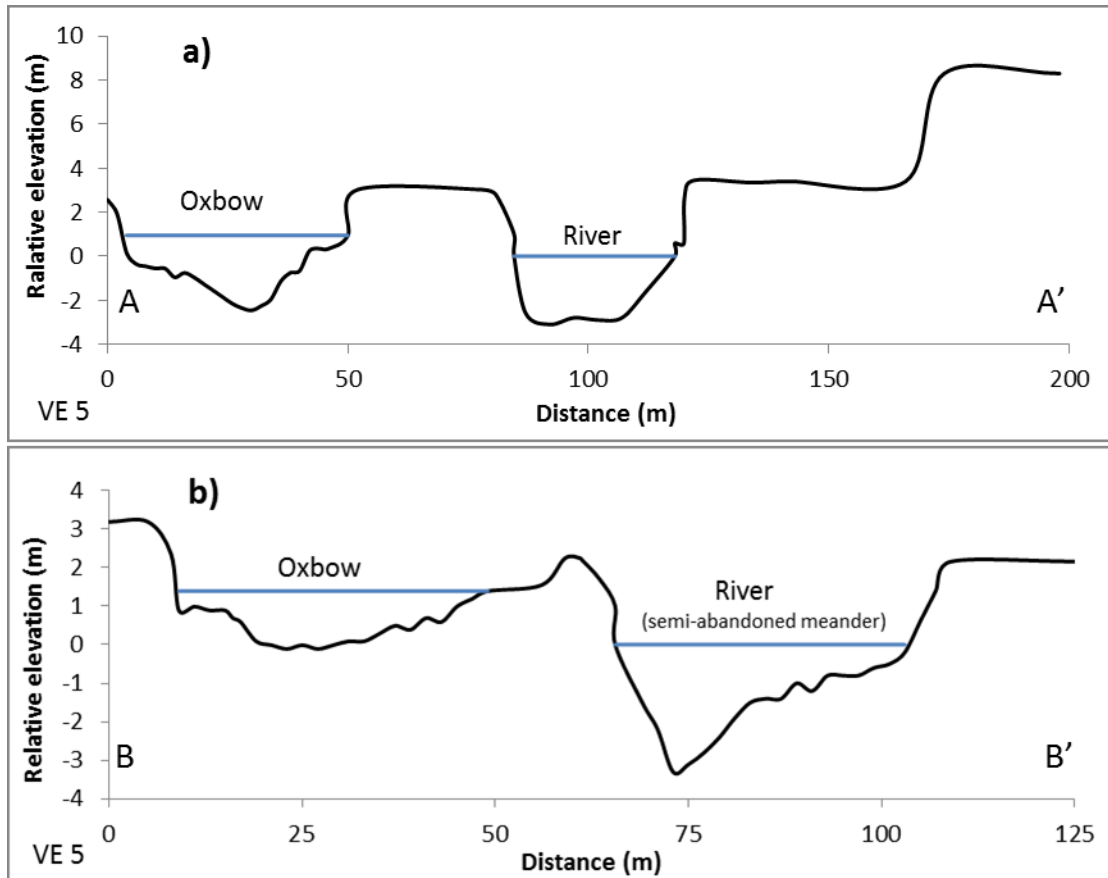 a)
Ralative elevation (m)
10
8
6
4
2
0
-2
-4
Oxbow
River
A
A’
0
50
100
150
200
VE 5
Distance (m)
b)
Relative elevation (m)
4
3
2
1
0
-1
-2
-3
-4
Oxbow
River
(semi-abandoned meander)
B
B’
0
25
50
75
100
125
VE 5
Distance (m)